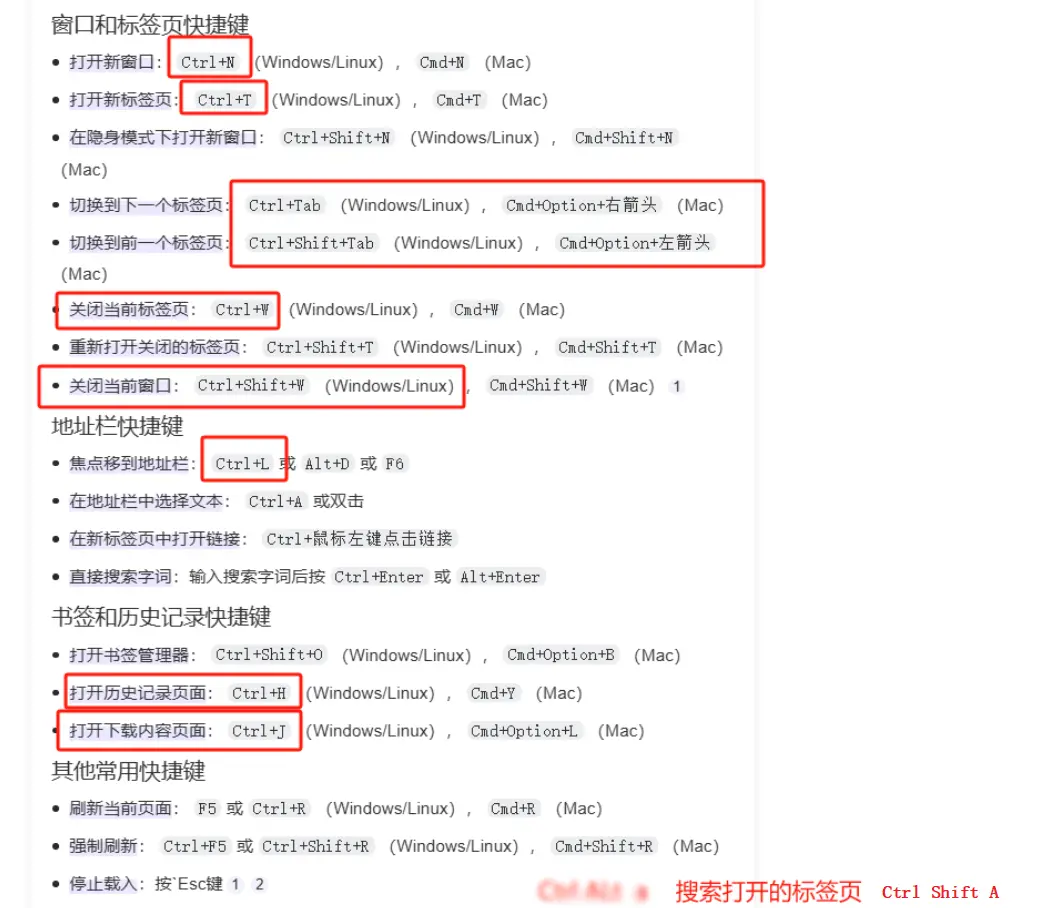 窗口和标签页快捷键
• 打开新窗口： Ctrl+N (Windows/Linux) ， Cmd+N (Mac)
• 打开新标签页： Ctrl+T (Windows/Linux) ， Cmd+T (Mac)
• 在隐身模式下打开新窗口： Ctrl+Shift+N (Windows/Linux) ， Cmd+Shift+N
(Mac)
• 切换到下一个标签页： Ctrl+Tab (Windows/Linux) ， Cmd+Option+右箭头 (Mac)
• 切换到前一个标签页： Ctrl+Shift+Tab (Windows/Linux) ， Cmd+Option+左箭头
(Mac)
• 关闭当前标签页： Ctrl+W (Windows/Linux) ， Cmd+W (Mac)
• 重新打开关闭的标签页： Ctrl+Shift+T (Windows/Linux) ， Cmd+Shift+T (Mac)
• 关闭当前窗口： Ctrl+Shift+W (Windows/Linux) ， Cmd+Shift+W (Mac) 1
地址栏快捷键
• 焦点移到地址栏： Ctrl+L 或 Alt+D 或 F6
• 在地址栏中选择文本： Ctrl+A 或双击
• 在新标签页中打开链接： Ctrl+鼠标左键点击链接
• 直接搜索字词：输入搜索字词后按 Ctrl+Enter 或 Alt+Enter
书签和历史记录快捷键
• 打开书签管理器： Ctrl+Shift+O (Windows/Linux) ， Cmd+Option+B (Mac)
• 打开历史记录页面： Ctrl+H (Windows/Linux) ， Cmd+Y (Mac)
• 打开下载内容页面： Ctrl+J (Windows/Linux) ， Cmd+Option+L (Mac)
其他常用快捷键
• 刷新当前页面： F5 或 Ctrl+R (Windows/Linux) ， Cmd+R (Mac)
• 强制刷新： Ctrl+F5 或 Ctrl+Shift+R (Windows/Linux) ， Cmd+Shift+R (Mac)
• 停止载入：按`Esc键 1 2
搜索打开的标签页 Ctrl Shift A